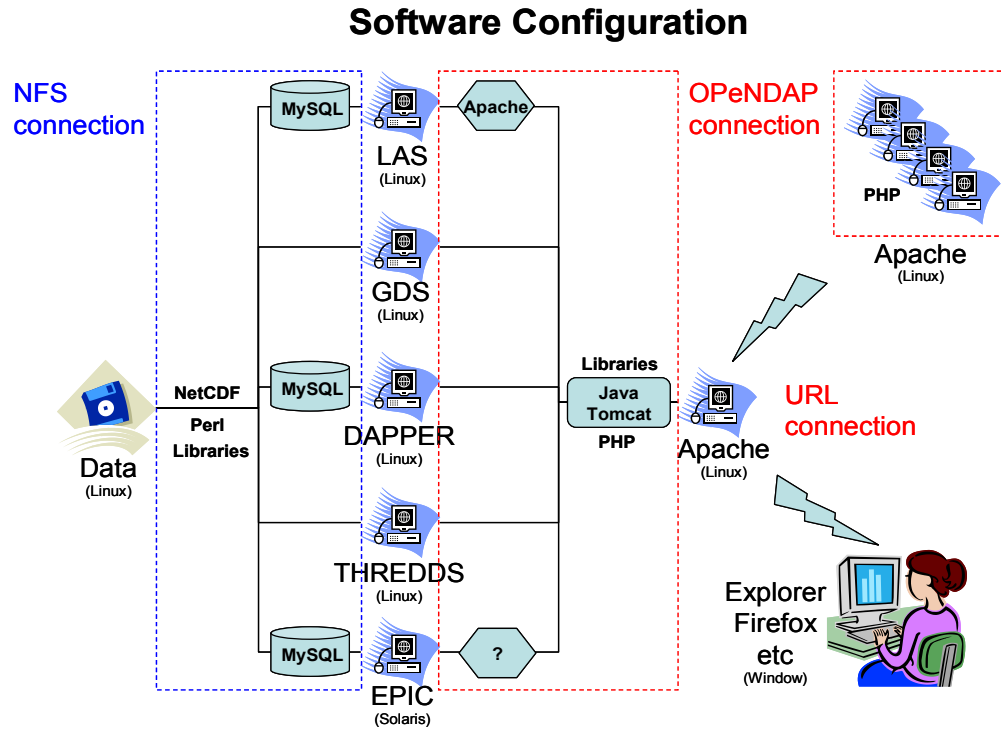 Software Configuration
NFS
connection
MySQL
LAS
(Linux)
Apache
OPeNDAP
connection
PHP
Apache
(Linux)
GDS
(Linux)
NetCDF
Perl
Libraries
Data
(Linux)
MySQL
DAPPER
(Linux)
Libraries
Java
Tomcat
PHP
Apache
(Linux)
URL
connection
THREDDS
(Linux)
MySQL
EPIC
(Solaris)
?
Explorer
Firefox
etc
(Window)